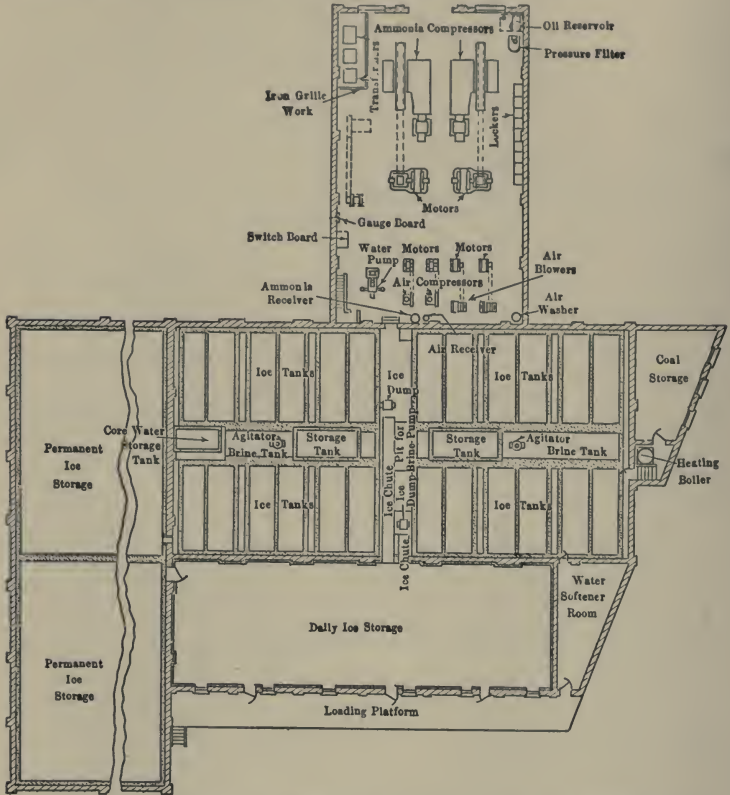 Ammonia Compressors
Oil Reservoir
Pressure Filter
Iron Grille
Work
Transformers
Lockers
Motors
Gauge Board
Switch Board
Water
Pump
Motors
Motors
Air
Blowers
Air Compressors
Ammonia
Receiver
Air
Washer
Air Receiver
Coal
Storage
Ice Tanks
Ice
Dump
Ice Tanks
Permanent
Ice
Storage
Core Water
Storage
Tank
Agitator
Brine Tank
Storage
Tank
Ice Chute
Pit for
Dump Brine Pump
Storage
Tank
Agitator
Brine Tank
Heating
Boiler
Ice Tanks
Ice
Ice Tanks
Ice Chute
Water
Softener
Room
Daily Ice Storage
Permanent
Ice
Storage
Loading Platform